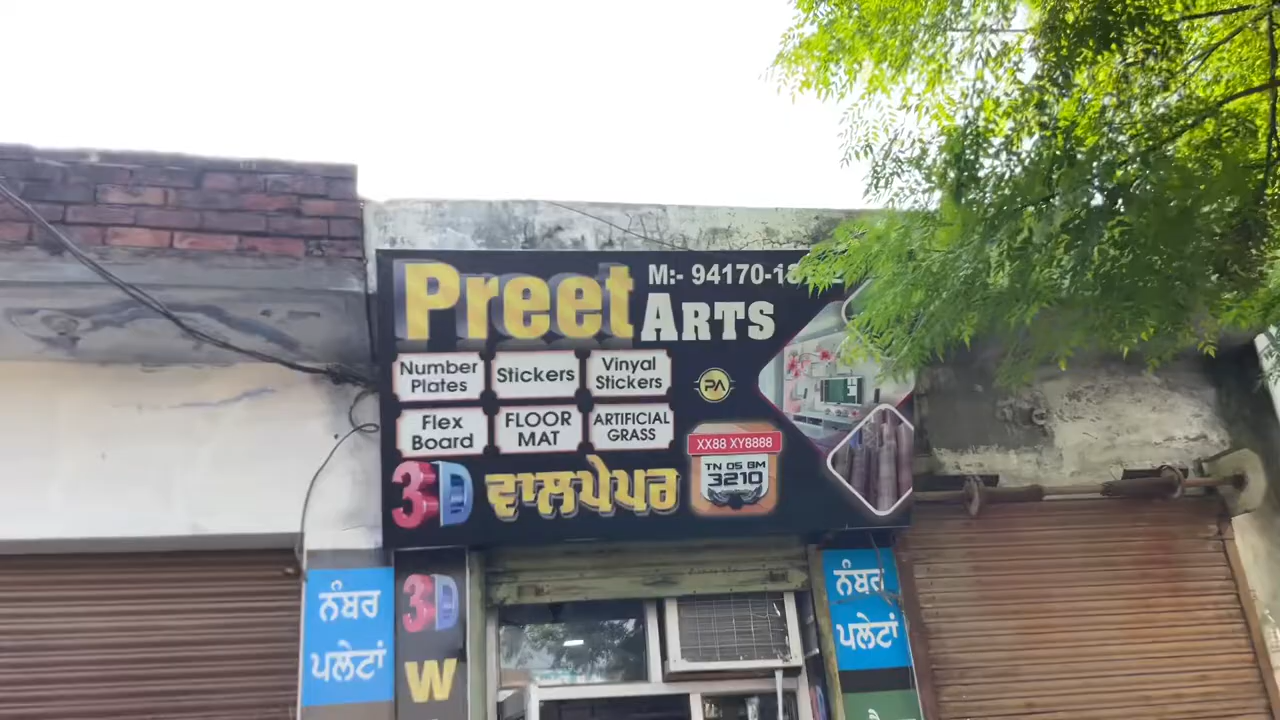 Preet
M:- 94170-
ARTS
Number Plates
Stickers
Vinyal Stickers
Flex Board
FLOOR MAT
ARTIFICIAL GRASS
PA
XX88 XY8888
TN 05 BM
3210
3D ਵਾਲਪੇਪਰ
ਨੰਬਰ
ਪਲੇਟਾਂ
3D
W
ਨੰਬਰ
ਪਲੇਟਾਂ